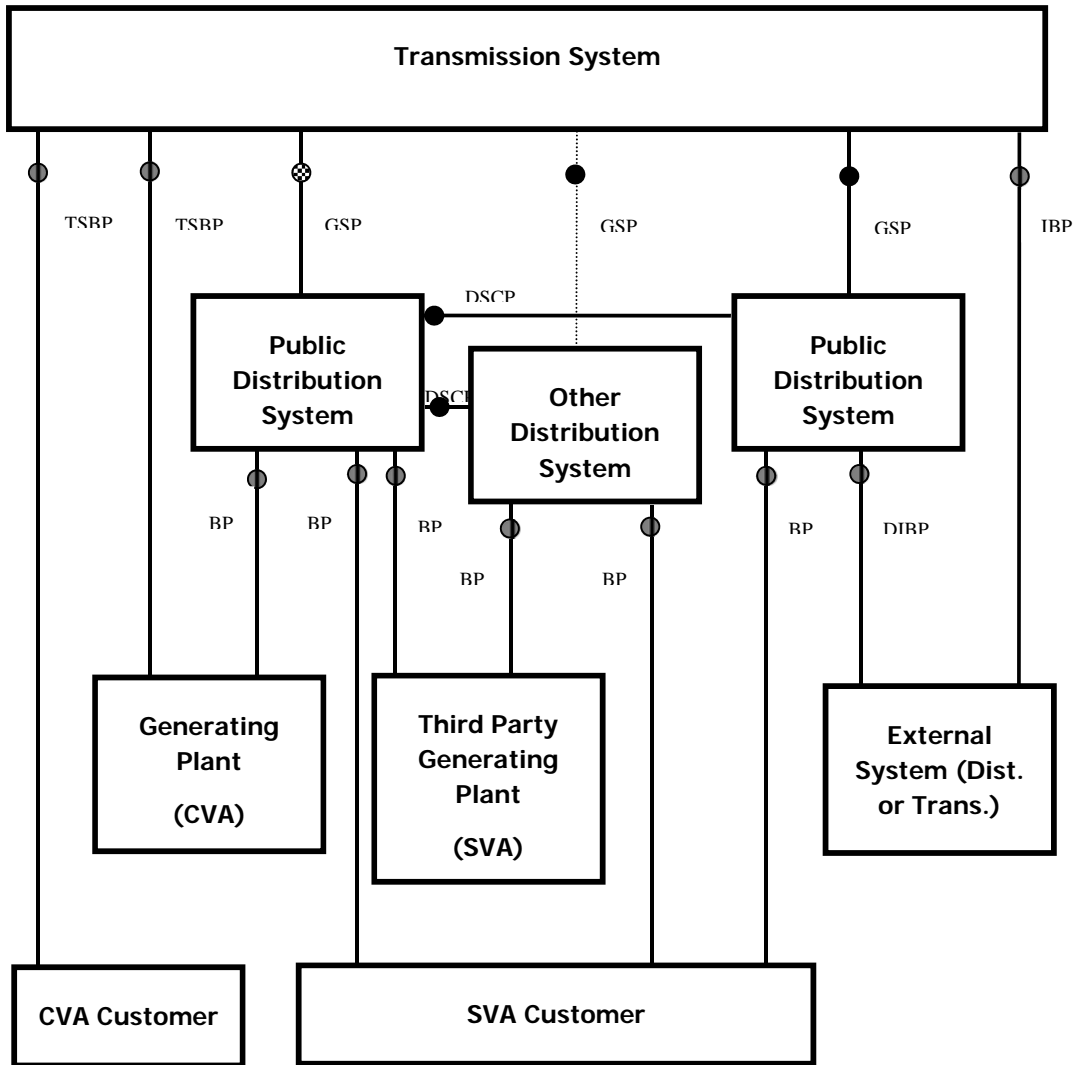 Transmission System
TSBP
TSBP
GSP
GSP
GSP
IBP
DSCP
Public
Distribution
System
DSCP
Other
Distribution
System
Public
Distribution
System
BP
BP
BP
BP
BP
BP
DIBP
Generating
Plant
(CVA)
Third Party
Generating
Plant
(SVA)
External
System (Dist.
or Trans.)
CVA Customer
SVA Customer